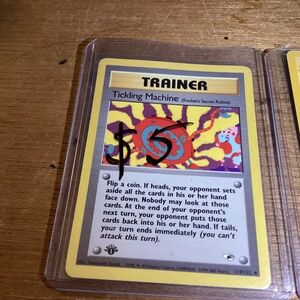 TRAINER
Tickling Machine (Rocket's Secret Robot)
$5
Flip a coin. If heads, your opponent sets
aside all the cards in his or her hand
face down. Nobody may look at those
cards. At the end of your opponent's
next turn, your opponent puts those
cards back into his or her hand. If tails,
your turn ends immediately (you can't
attack this turn).
119/132